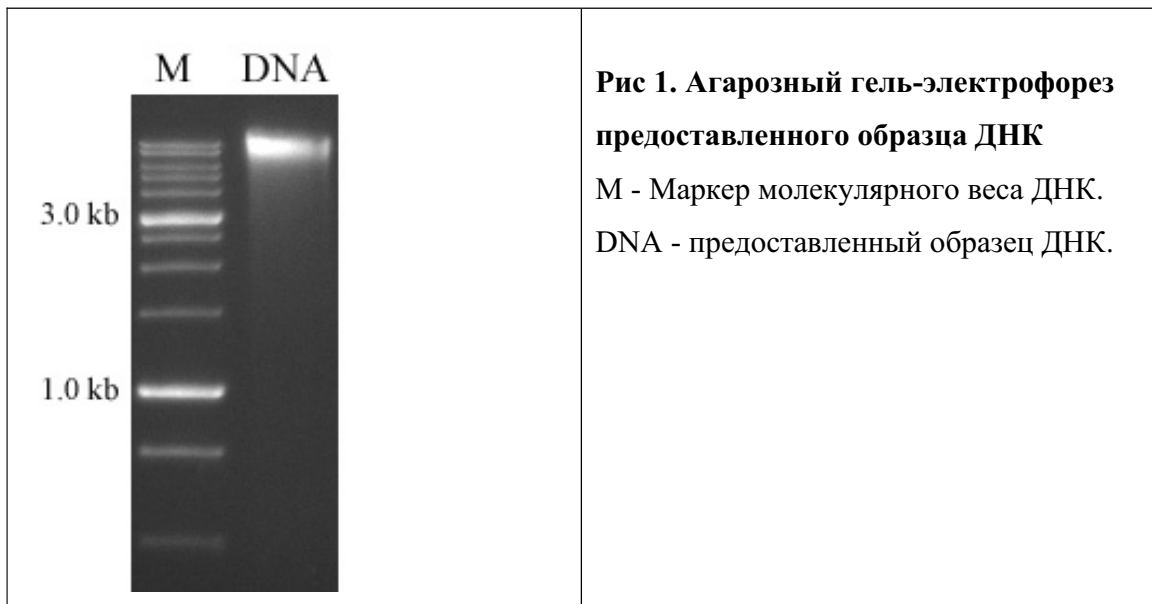 M DNA
3.0 kb
1.0 kb
Рис 1. Агарозный гель-электрофорез
предоставленного образца ДНК
М - Маркер молекулярного веса ДНК.
DNA - предоставленный образец ДНК.